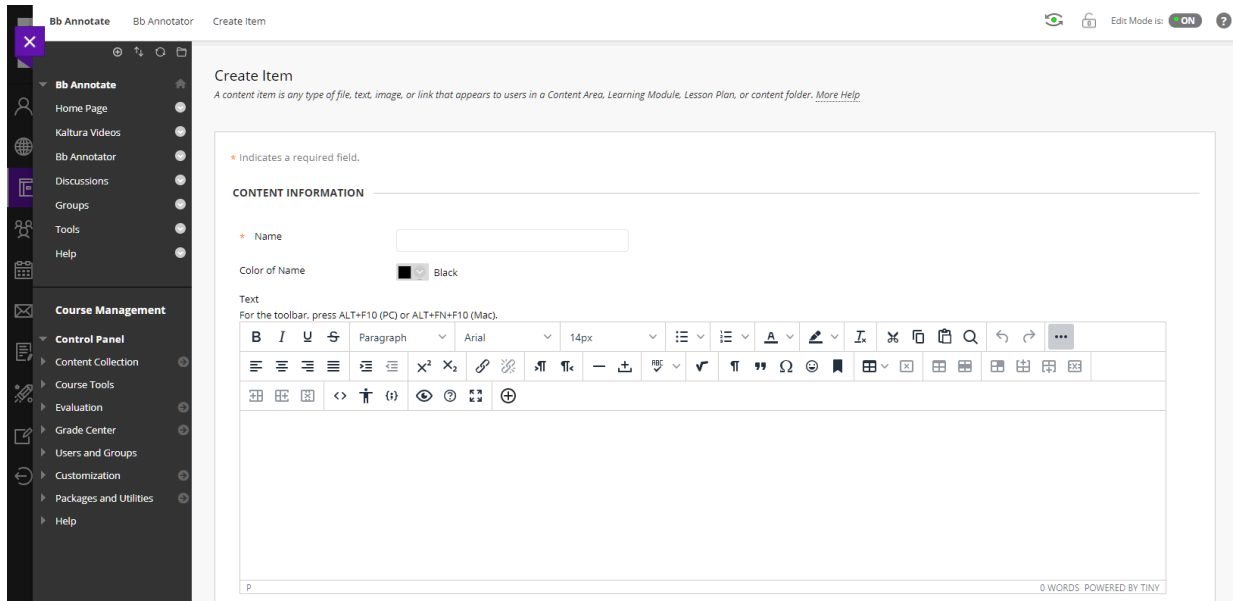 Bb Annotate Bb Annotator Create Item Edit Mode is: ON ?
Bb Annotate
Home Page
Kaltura Videos
Bb Annotator
Discussions
Groups
Tools
Help
Course Management
Control Panel
Content Collection
Course Tools
Evaluation
Grade Center
Users and Groups
Customization
Packages and Utilities
Help
Create Item
A content item is any type of file, text, image, or link that appears to users in a Content Area, Learning Module, Lesson Plan, or content folder. More Help
* Indicates a required field.
CONTENT INFORMATION
* Name
Color of Name Black
Text
For the toolbar, press ALT+F10 (PC) or ALT+FN+F10 (Mac).
B I U S Paragraph Arial 14px
P 0 WORDS POWERED BY TINY